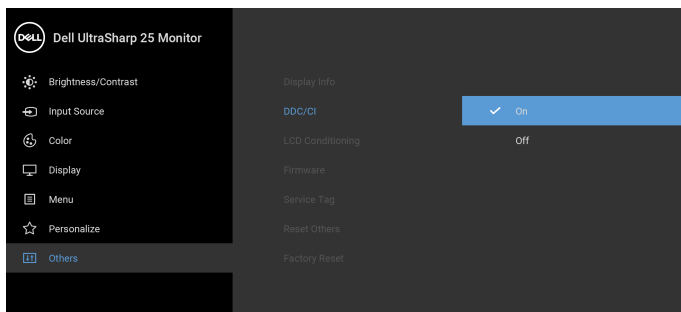 DELL Dell UltraSharp 25 Monitor
Brightness/Contrast
Input Source
Color
Display
Menu
Personalize
Others
Display Info
DDC/CI
LCD Conditioning
Firmware
Service Tag
Reset Others
Factory Reset
On
Off